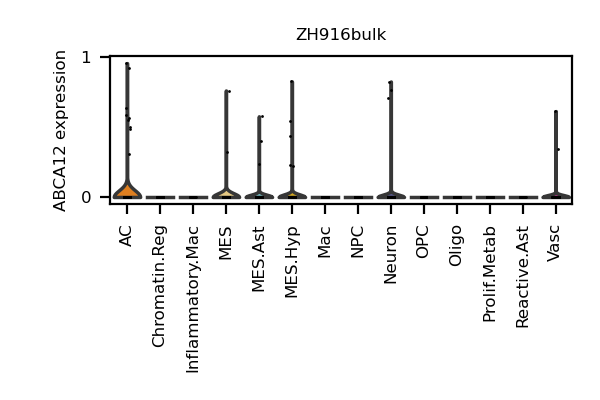 ZH916bulk
ABCA12 expression
1
0
AC
Chromatin.Reg
Inflammatory.Mac
MES
MES.Ast
MES.Hyp
Mac
NPC
Neuron
OPC
Oligo
Prolif.Metab
Reactive.Ast
Vasc